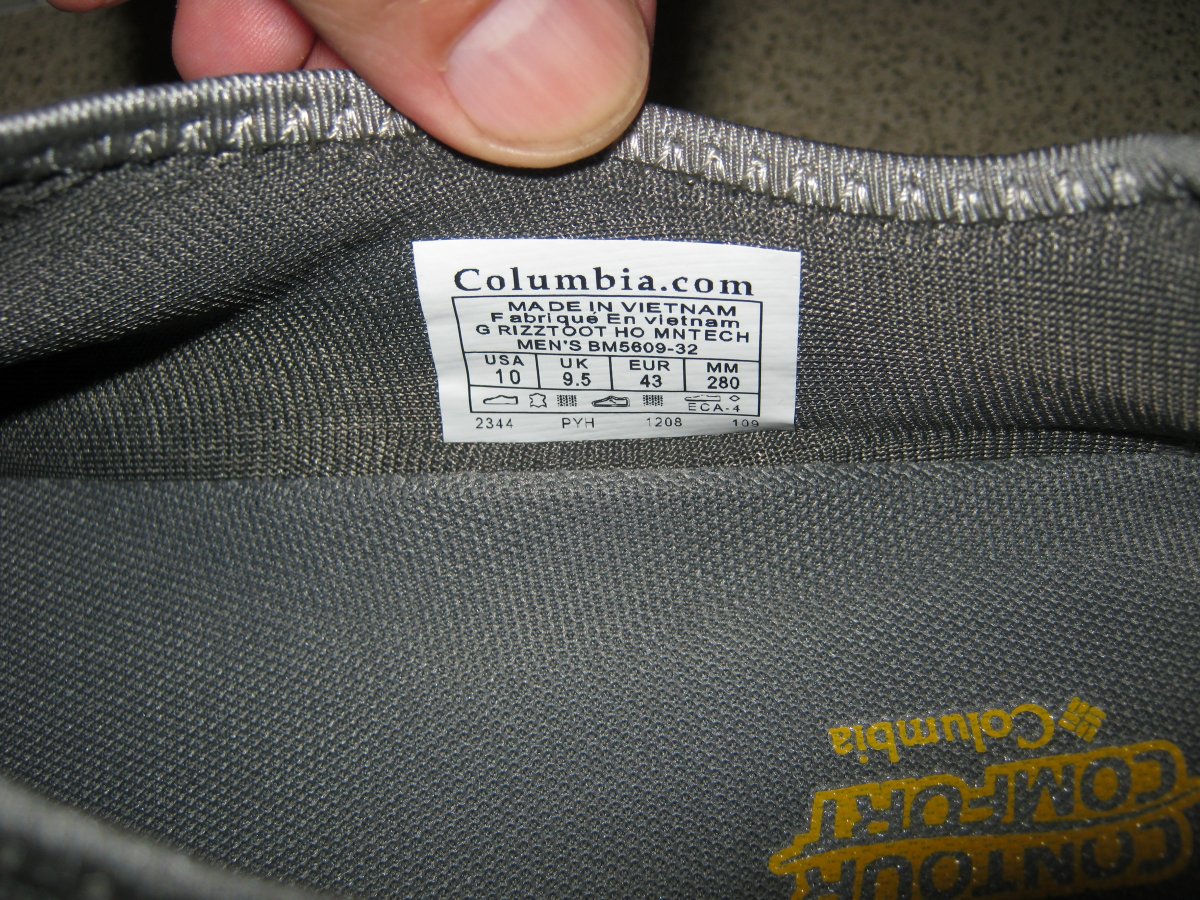 Columbia.com
MADE IN VIETNAM
Fabriqué En vietnam
G RIZZTOOT HO MNTECH
MEN'S BM5609-32
USA UK EUR MM
10 9.5 43 280
ECA-4
2344 PYH 1208 109
Columbia
COMFORT
CONTOUR